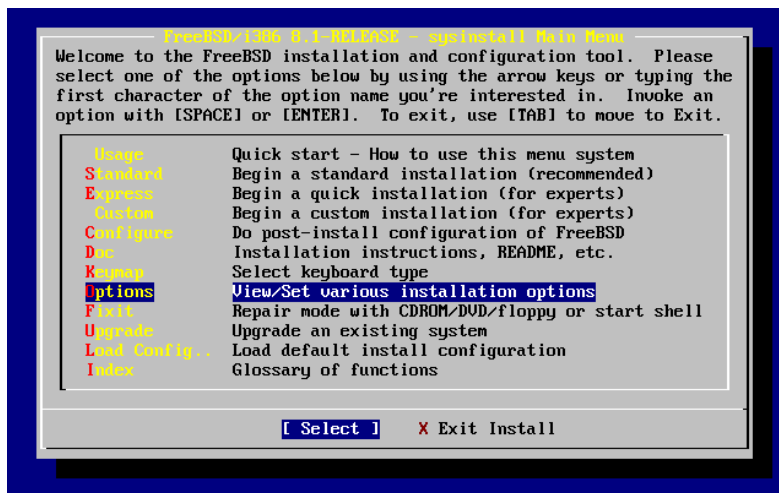 FreeBSD/i386 8.1-RELEASE - sysinstall Main Menu
Welcome to the FreeBSD installation and configuration tool.  Please
select one of the options below by using the arrow keys or typing the
first character of the option name you're interested in.  Invoke an
option with [SPACE] or [ENTER].  To exit, use [TAB] to move to Exit.
Usage Quick start - How to use this menu system
Standard Begin a standard installation (recommended)
Express Begin a quick installation (for experts)
Custom Begin a custom installation (for experts)
Configure Do post-install configuration of FreeBSD
Doc Installation instructions, README, etc.
Keymap Select keyboard type
Options View/Set various installation options
Fixit Repair mode with CDROM/DVD/floppy or start shell
Upgrade Upgrade an existing system
Load Config.. Load default install configuration
Index Glossary of functions
[ Select ] X Exit Install